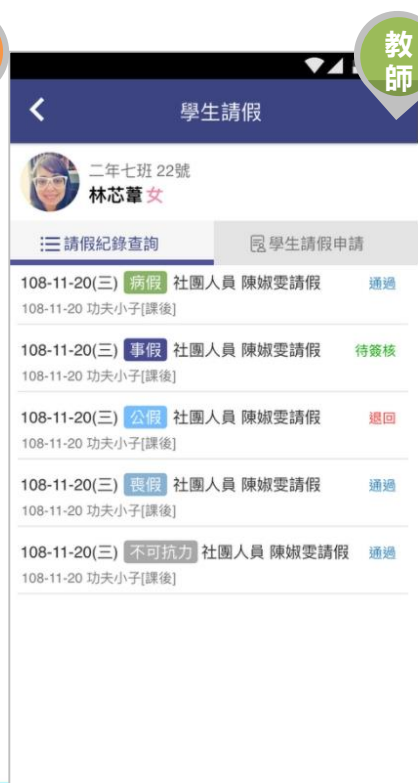 教師
學生請假
二年七班 22號
林芯葦 女
請假紀錄查詢
學生請假申請
108-11-20(三) 病假 社團人員 陳淑雯請假 通過
108-11-20 功夫小子[課後]
108-11-20(三) 事假 社團人員 陳淑雯請假 待簽核
108-11-20 功夫小子[課後]
108-11-20(三) 公假 社團人員 陳淑雯請假 退回
108-11-20 功夫小子[課後]
108-11-20(三) 喪假 社團人員 陳淑雯請假 通過
108-11-20 功夫小子[課後]
108-11-20(三) 不可抗力 社團人員 陳淑雯請假 通過
108-11-20 功夫小子[課後]